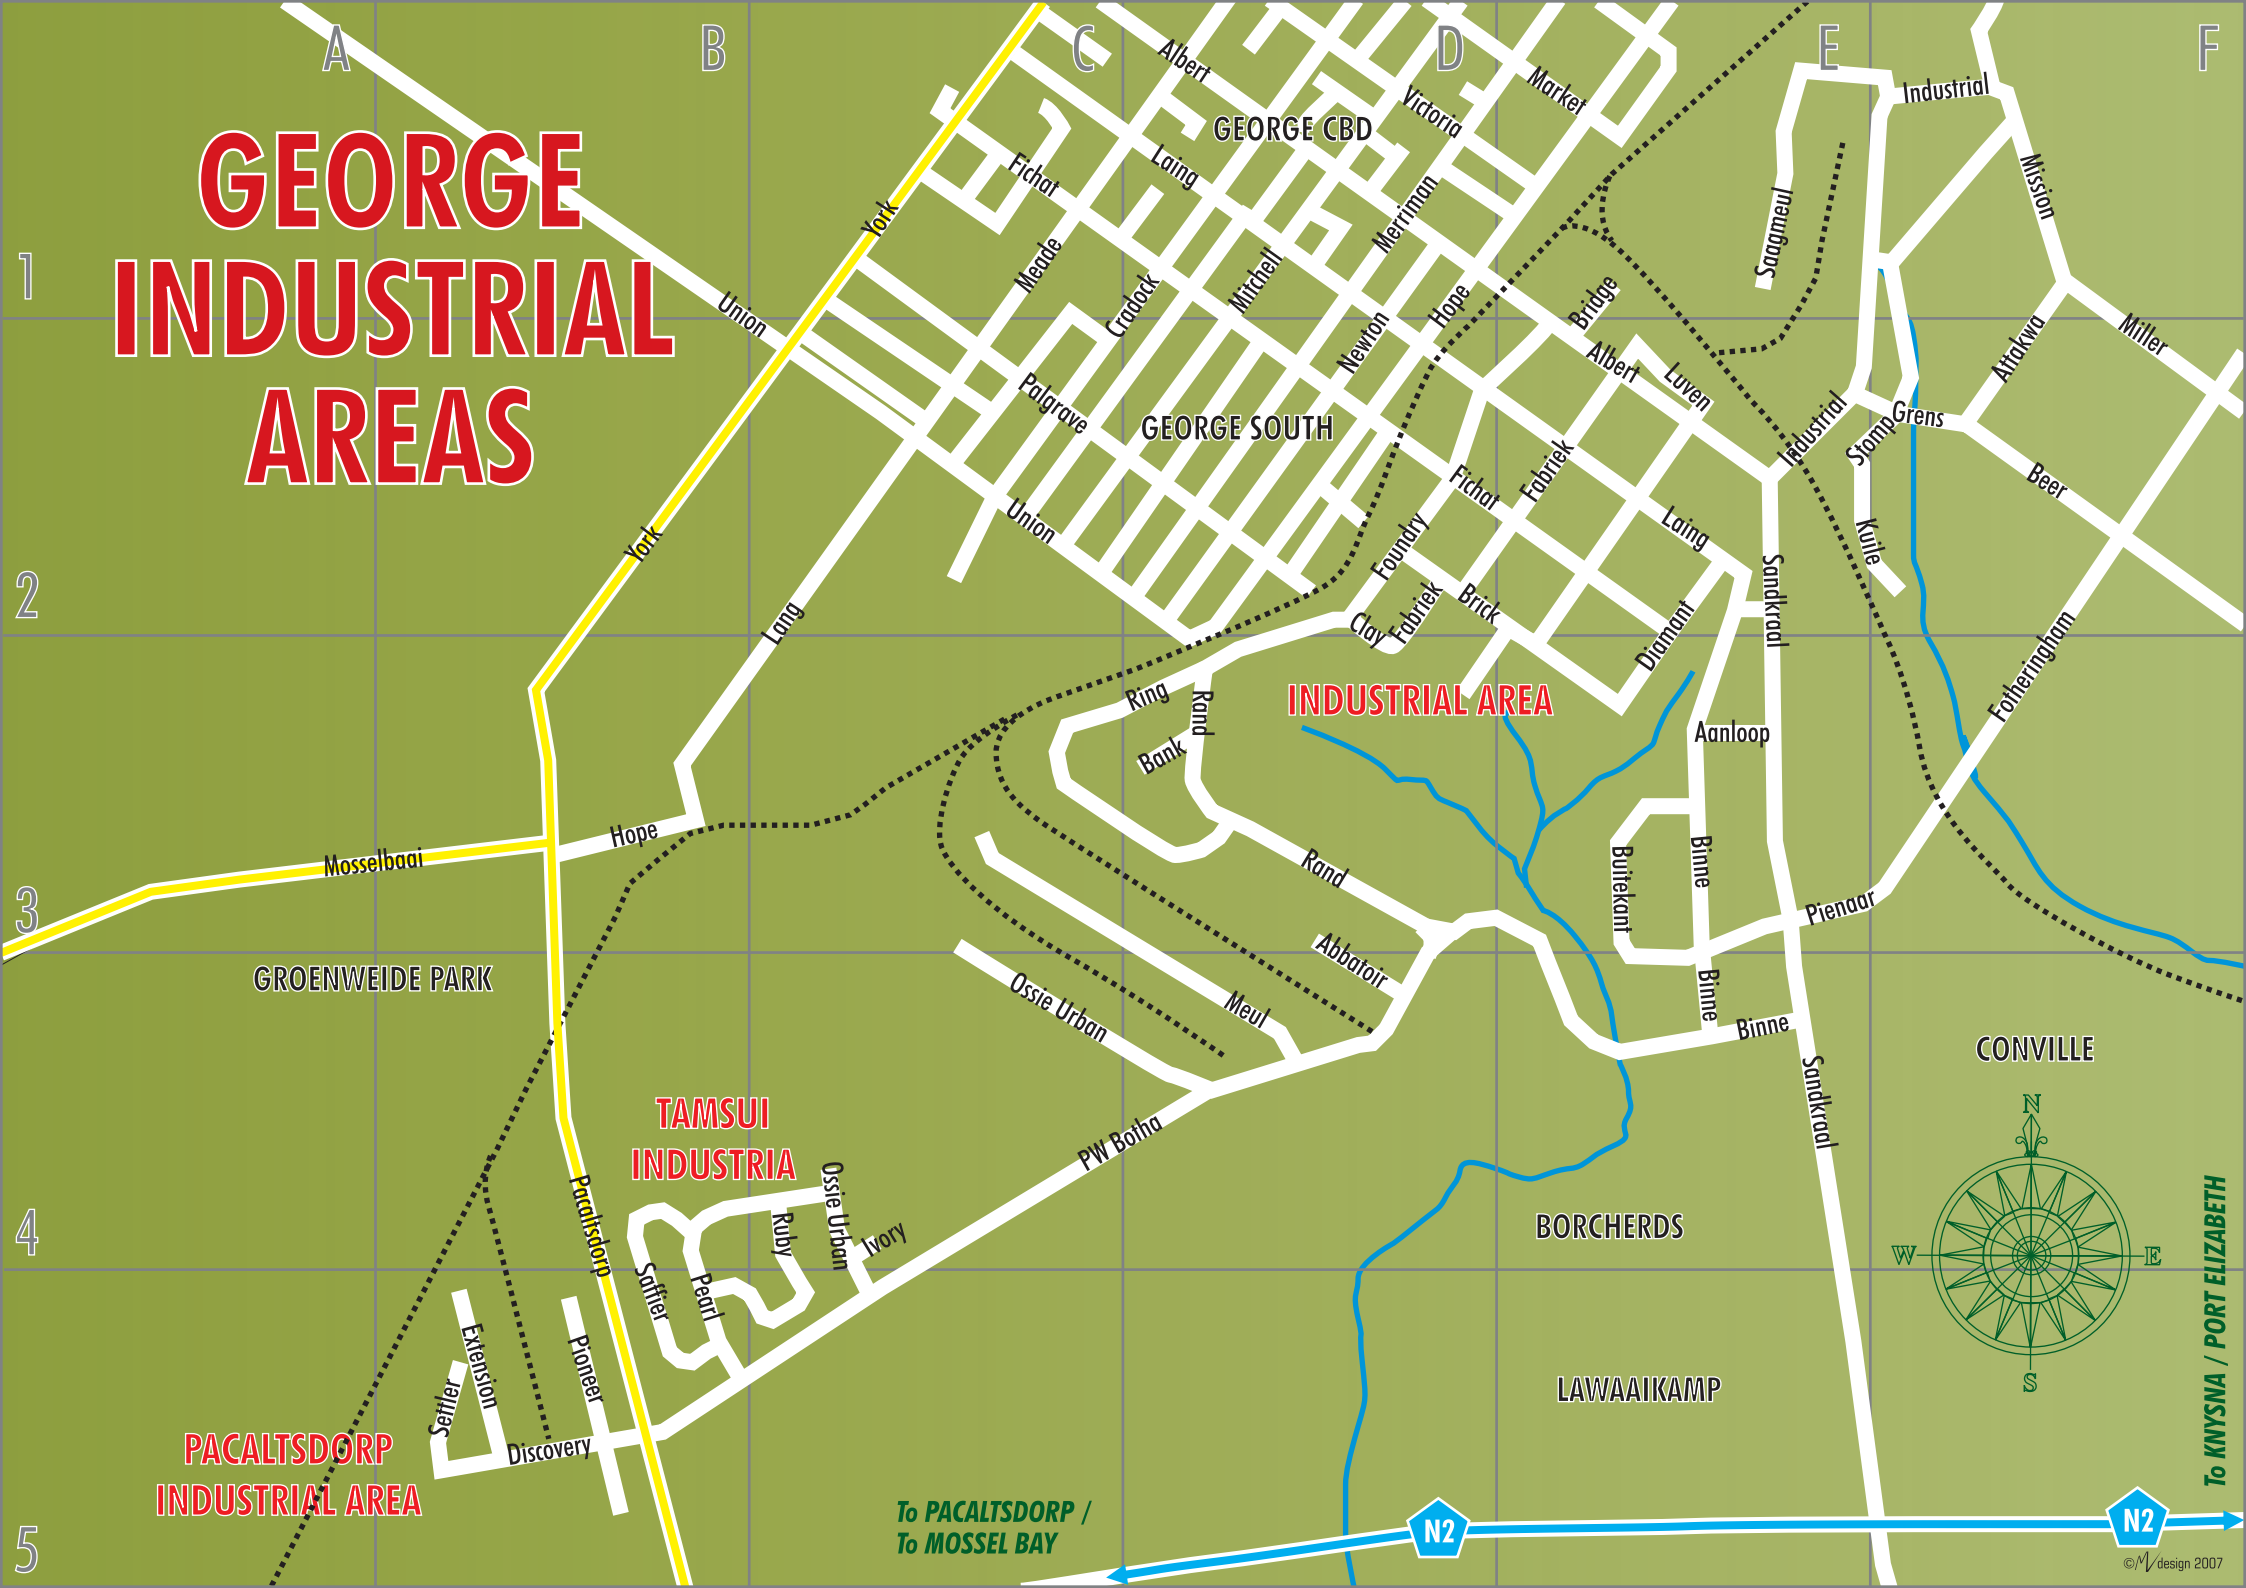 A
B
C
D
E
F
1
2
3
4
5
GEORGE
INDUSTRIAL
AREAS
Albert
Market
Victoria
GEORGE CBD
Industrial
Mission
Laing
Fichat
York
Merriman
Saagmeul
Meade
Mitchell
Cradock
Hope
Bridge
Union
Newton
Albert
Luven
Attakwa
Miller
Palgrave
GEORGE SOUTH
Industrial
Grens
Stomp
Fabriek
Fichat
Beer
Union
York
Foundry
Laing
Kuile
Sandkraal
Lang
Clay
Fabriek
Brick
Diamant
Fotheringham
Ring
Rand
INDUSTRIAL AREA
Bank
Aanloop
Hope
Mosselbaai
Rand
Buitekant
Binne
Pienaar
GROENWEIDE PARK
Abbatoir
Ossie Urban
Meul
Binne
Binne
CONVILLE
Sandkraal
TAMSUI
INDUSTRIA
PW Botha
Pacaltsdorp
Ossie Urban
Ruby
Ivory
Saffier
Pearl
BORCHERDS
N
W
E
S
To KNYSNA / PORT ELIZABETH
Extension
Settler
Pioneer
LAWAAIKAMP
Discovery
PACALTSDORP
INDUSTRIAL AREA
To PACALTSDORP /
To MOSSEL BAY
N2
N2
©MV design 2007